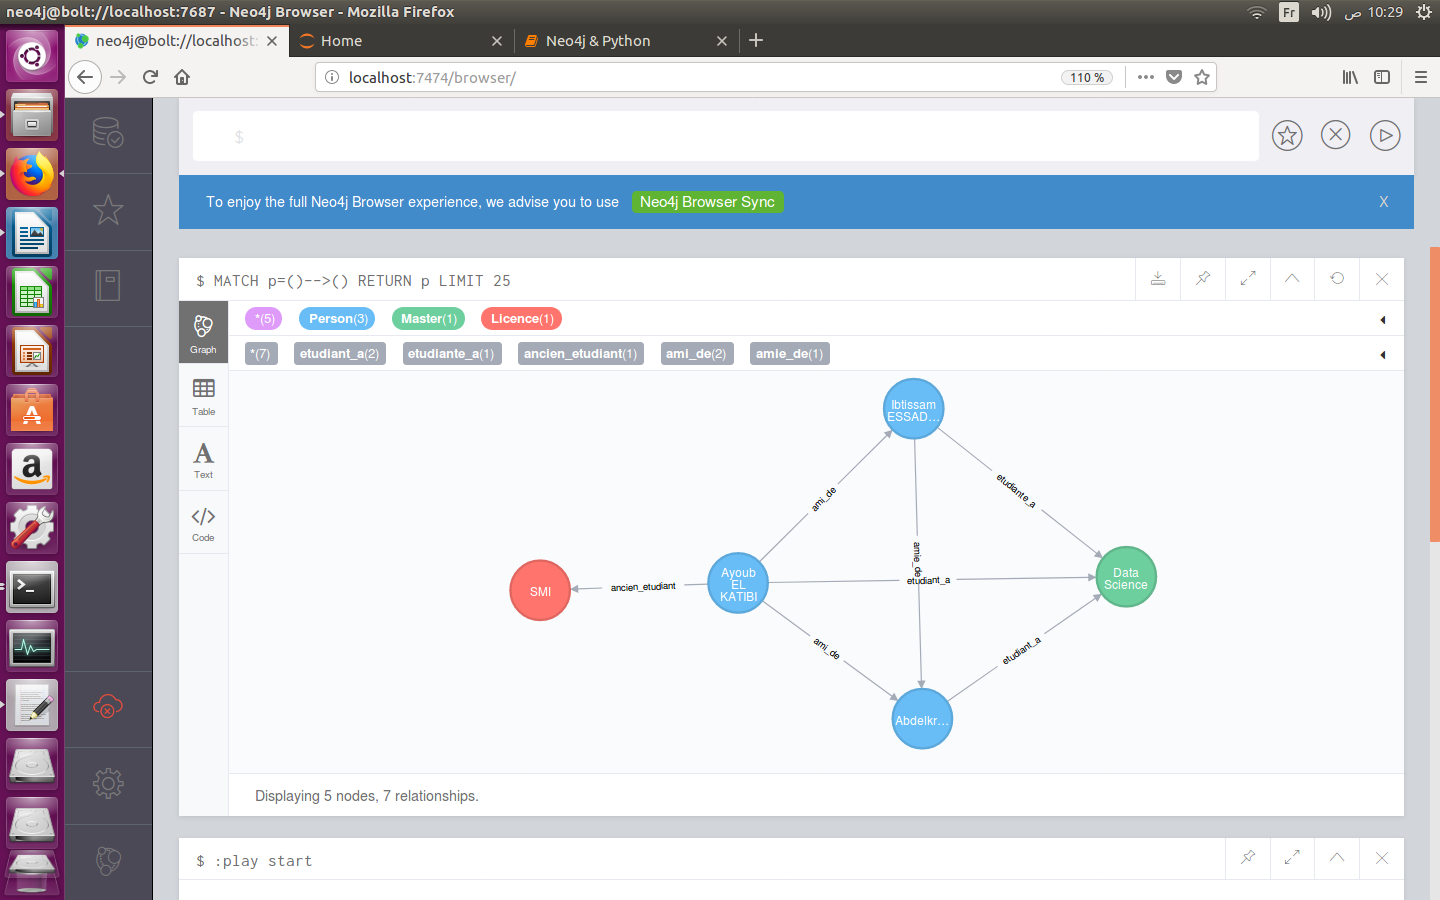 neo4j@bolt://localhost:7687 - Neo4j Browser - Mozilla Firefox
Fr
ص 10:29
neo4j@bolt://localhost:
Home
Neo4j & Python
localhost:7474/browser/
110 %
$
To enjoy the full Neo4j Browser experience, we advise you to use Neo4j Browser Sync X
$ MATCH p=()-->() RETURN p LIMIT 25
*(5) Person(3) Master(1) Licence(1)
*(7) etudiant_a(2) etudiante_a(1) ancien_etudiant(1) ami_de(2) amie_de(1)
Graph
Table
Text
Code
Ibtissam
ESSAD...
etudiante_a
ami_de
amie_de
SMI
ancien_etudiant
Ayoub
EL
KATIBI
etudiant_a
Data
Science
ami_de
etudiant_a
Abdelkr...
Displaying 5 nodes, 7 relationships.
$ :play start